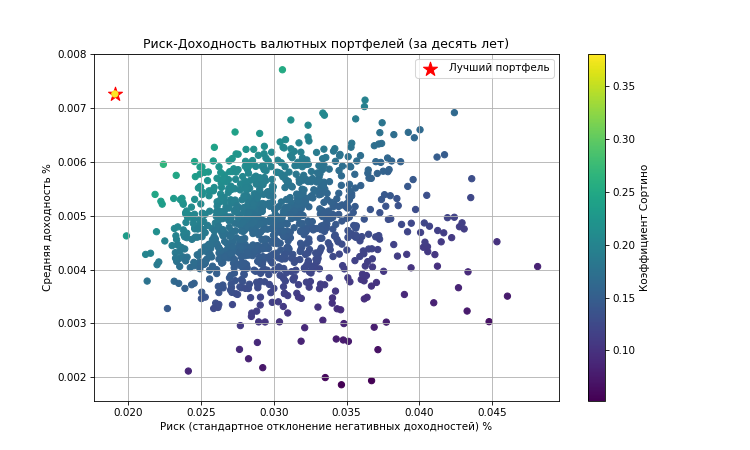 Риск-Доходность валютных портфелей (за десять лет)
Лучший портфель
Средняя доходность %
0.008
0.007
0.006
0.005
0.004
0.003
0.002
0.020 0.025 0.030 0.035 0.040 0.045
Риск (стандартное отклонение негативных доходностей) %
0.35
0.30
0.25
0.20
0.15
0.10
Коэффициент Сортино